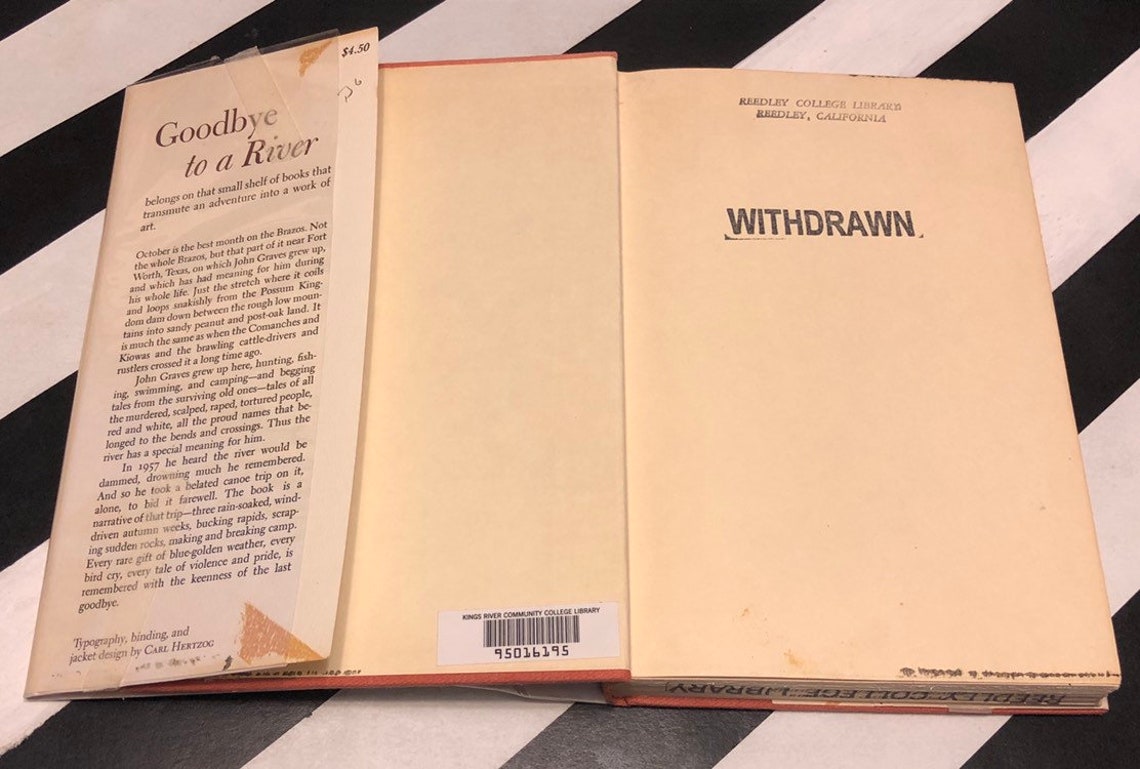 $4.50
Goodbye
to a River
belongs on that small shelf of books that
transmute an adventure into a work of
art.
October is the best month on the Brazos. Not
the whole Brazos, but that part of it near Fort
Worth, Texas, on which John Graves grew up,
and which has had meaning for him during
his whole life. Just the stretch where it coils
and loops snakishly from the Possum King-
dom dam down between the rough low moun-
tains into sandy peanut and post-oak land. It
is much the same as when the Comanches and
Kiowas and the brawling cattle-drivers and
rustlers crossed it a long time ago.
John Graves grew up here, hunting, fish-
ing, swimming, and camping—and begging
tales from the surviving old ones—tales of all
the murdered, scalped, raped, tortured people,
red and white, all the proud names that be-
longed to the bends and crossings. Thus the
river has a special meaning for him.
In 1957 he heard the river would be
dammed, drowning much he remembered.
And so he took a belated canoe trip on it,
alone, to bid it farewell. The book is a
narrative of that trip—three rain-soaked, wind-
driven autumn weeks, bucking rapids, scrap-
ing sudden rocks, making and breaking camp.
Every rare gift of blue-golden weather, every
bird cry, every tale of violence and pride, is
remembered with the keenness of the last
goodbye.
Typography, binding, and
jacket design by CARL HERTZOG
KINGS RIVER COMMUNITY COLLEGE LIBRARY
95016195
REEDLEY COLLEGE LIBRARY
REEDLEY, CALIFORNIA
WITHDRAWN
REEDLEY COLLEGE LIBRARY